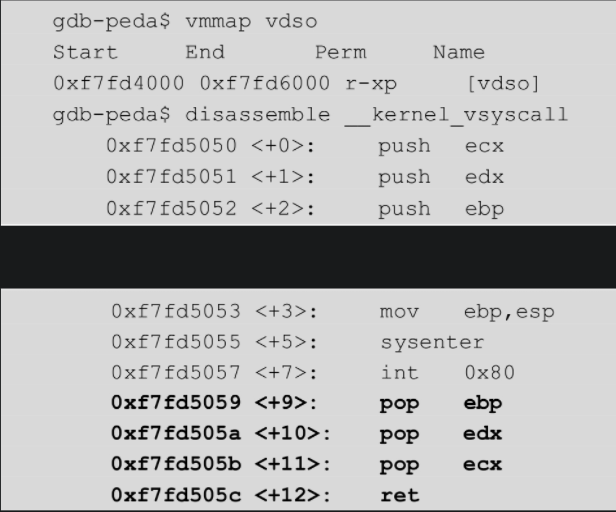 gdb-peda$ vmmap vdso
Start End Perm Name
0xf7fd4000 0xf7fd6000 r-xp [vdso]
gdb-peda$ disassemble __kernel_vsyscall
0xf7fd5050 <+0>: push ecx
0xf7fd5051 <+1>: push edx
0xf7fd5052 <+2>: push ebp
0xf7fd5053 <+3>: mov ebp,esp
0xf7fd5055 <+5>: sysenter
0xf7fd5057 <+7>: int 0x80
0xf7fd5059 <+9>: pop ebp
0xf7fd505a <+10>: pop edx
0xf7fd505b <+11>: pop ecx
0xf7fd505c <+12>: ret